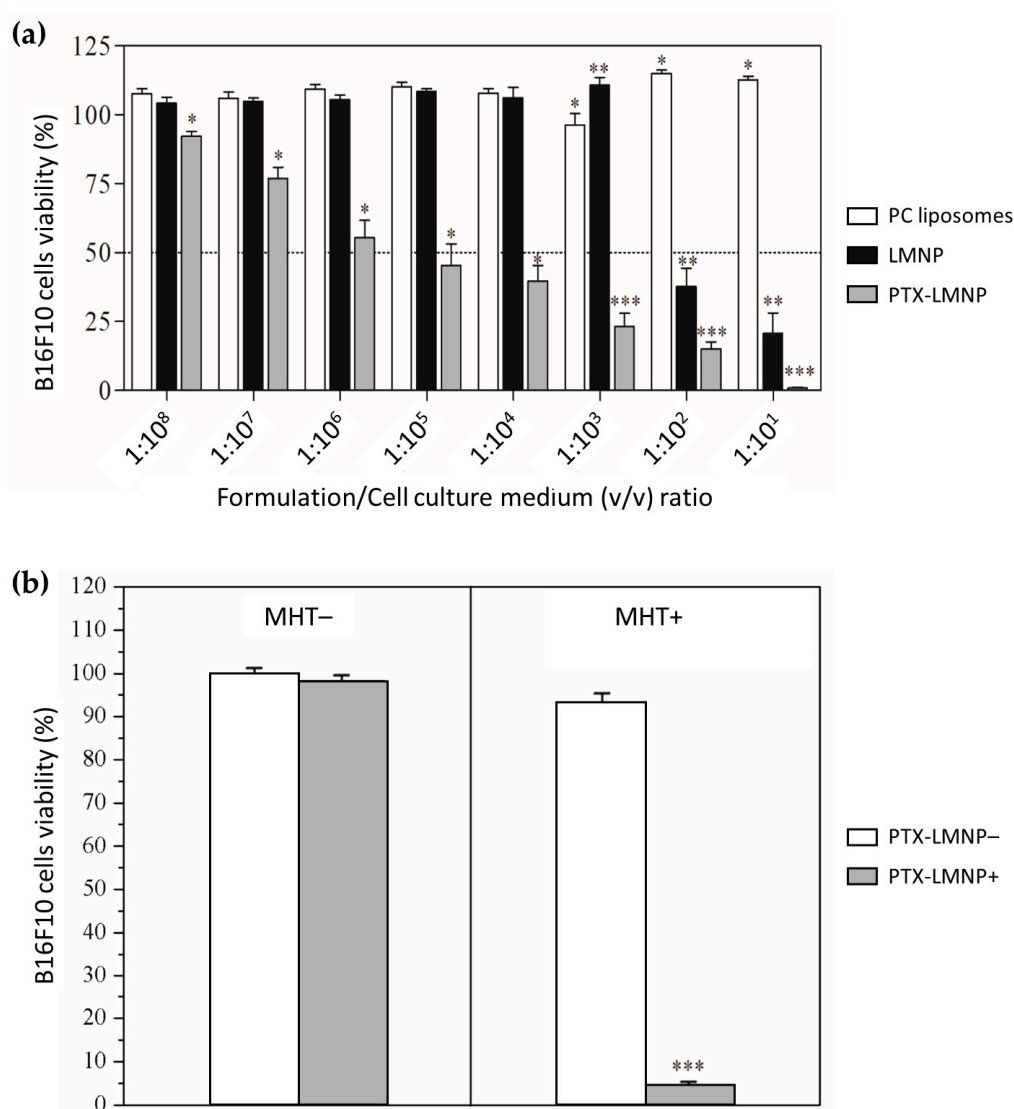 (a)
125
100
75
50
25
0
B16F10 cells viability (%)
* * * * * * ** *** * ** *** * ** ***
1:10⁸ 1:10⁷ 1:10⁶ 1:10⁵ 1:10⁴ 1:10³ 1:10² 1:10¹
Formulation/Cell culture medium (v/v) ratio
PC liposomes
LMNP
PTX-LMNP
(b)
120
110
100
90
80
70
60
50
40
30
20
10
0
B16F10 cells viability (%)
MHT– MHT+
***
PTX-LMNP–
PTX-LMNP+